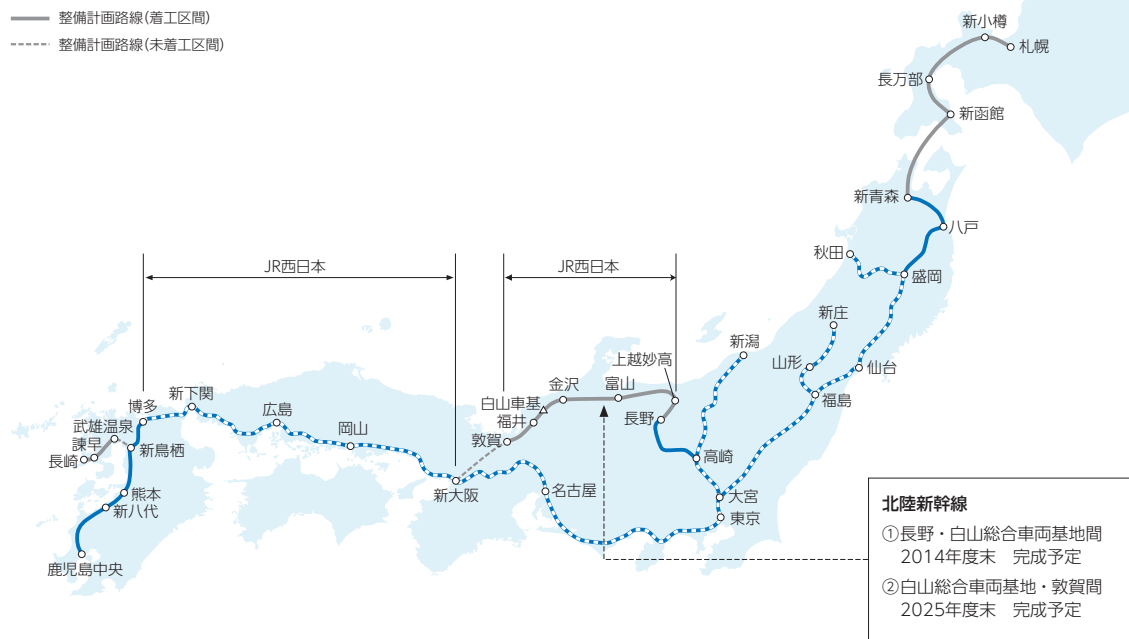 整備計画路線(着工区間)
整備計画路線(未着工区間)
新小樽
札幌
長万部
新函館
新青森
八戸
秋田
盛岡
JR西日本
JR西日本
新庄
新潟
山形
仙台
上越妙高
福島
金沢
富山
白山車基
福井
長野
敦賀
高崎
新下関
博多
広島
岡山
武雄温泉
諫早
長崎
新鳥栖
新大阪
名古屋
大宮
東京
熊本
新八代
鹿児島中央
北陸新幹線
①長野・白山総合車両基地間
2014年度末　完成予定
②白山総合車両基地・敦賀間
2025年度末　完成予定